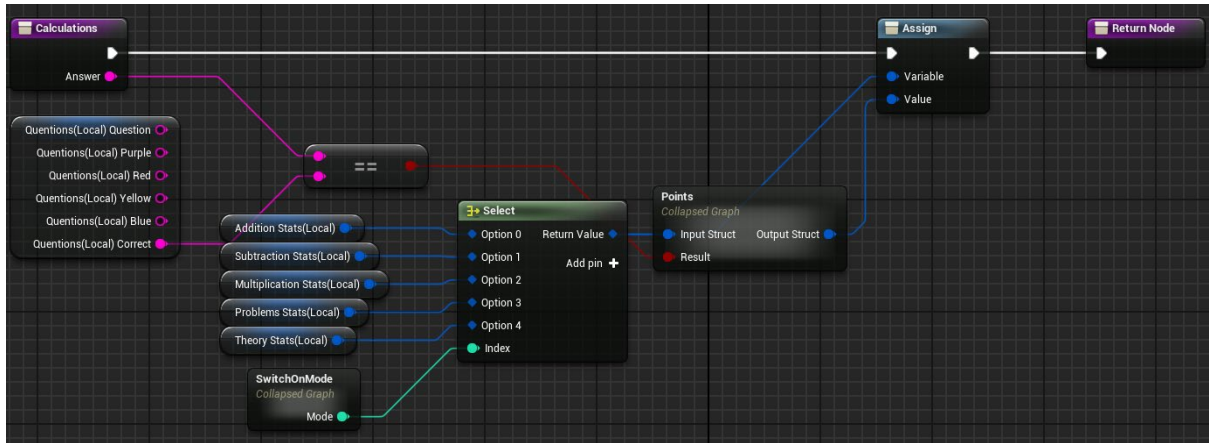 Calculations
Answer
Quentions(Local) Question
Quentions(Local) Purple
Quentions(Local) Red
Quentions(Local) Yellow
Quentions(Local) Blue
Quentions(Local) Correct
==
Addition Stats(Local)
Subtraction Stats(Local)
Multiplication Stats(Local)
Problems Stats(Local)
Theory Stats(Local)
SwitchOnMode
Collapsed Graph
Mode
Select
Option 0 Return Value
Option 1 Add pin +
Option 2
Option 3
Option 4
Index
Points
Collapsed Graph
Input Struct Output Struct
Result
Assign
Variable
Value
Return Node